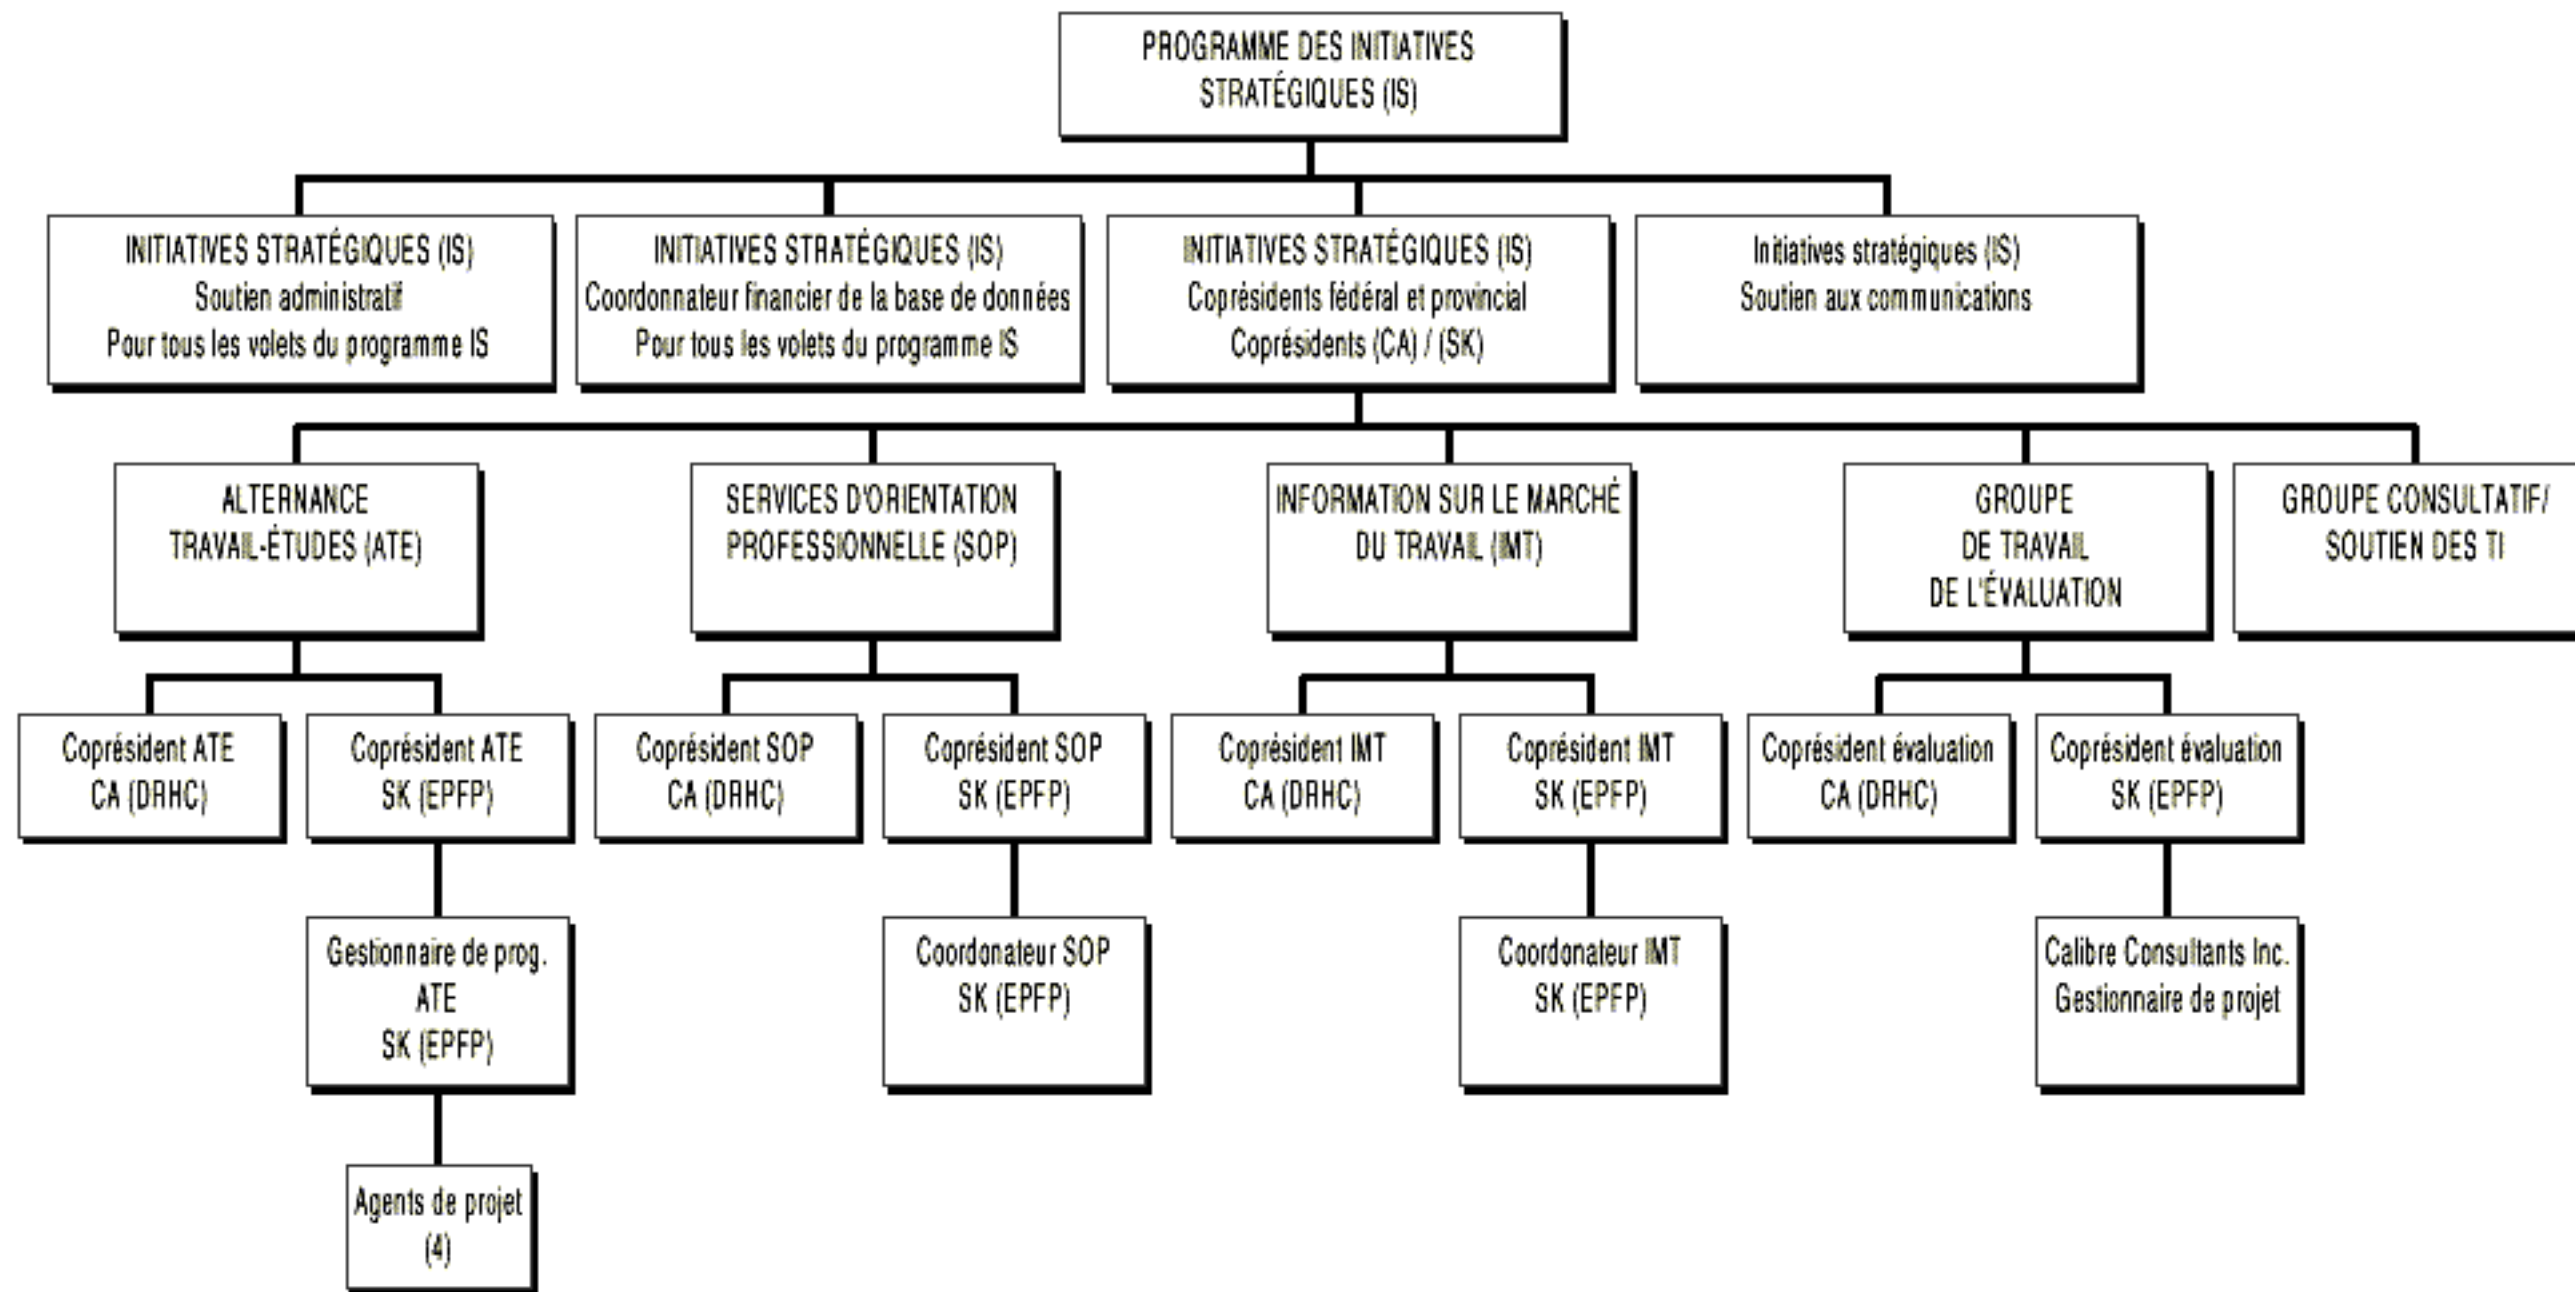 PROGRAMME DES INITIATIVES
STRATÉGIQUES (IS)
INITIATIVES STRATÉGIQUES (IS)
Soutien administratif
Pour tous les volets du programme IS
INITIATIVES STRATÉGIQUES (IS)
Coordonnateur financier de la base de données
Pour tous les volets du programme IS
INITIATIVES STRATÉGIQUES (IS)
Coprésidents fédéral et provincial
Coprésidents (CA) / (SK)
Initiatives stratégiques (IS)
Soutien aux communications
ALTERNANCE
TRAVAIL-ÉTUDES (ATE)
SERVICES D'ORIENTATION
PROFESSIONNELLE (SOP)
INFORMATION SUR LE MARCHÉ
DU TRAVAIL (IMT)
GROUPE
DE TRAVAIL
DE L'ÉVALUATION
GROUPE CONSULTATIF/
SOUTIEN DES TI
Coprésident ATE
CA (DRHC)
Coprésident ATE
SK (EPFP)
Coprésident SOP
CA (DRHC)
Coprésident SOP
SK (EPFP)
Coprésident IMT
CA (DRHC)
Coprésident IMT
SK (EPFP)
Coprésident évaluation
CA (DRHC)
Coprésident évaluation
SK (EPFP)
Gestionnaire de prog.
ATE
SK (EPFP)
Coordonateur SOP
SK (EPFP)
Coordonateur IMT
SK (EPFP)
Calibre Consultants Inc.
Gestionnaire de projet
Agents de projet
(4)